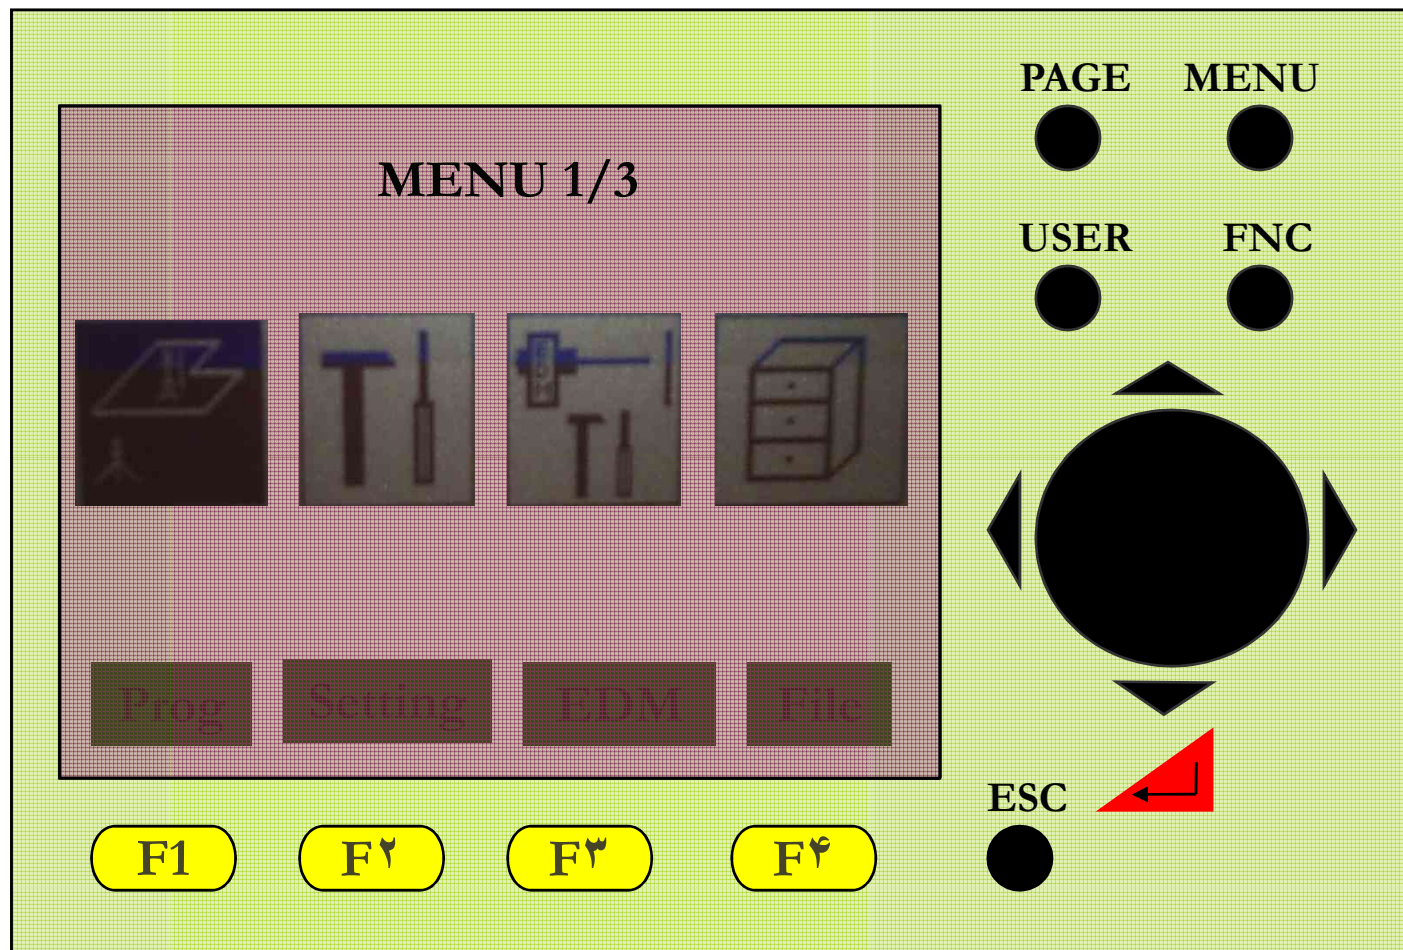 PAGE MENU
MENU 1/3
USER FNC
Prog Setting EDM File
ESC
F1 F۲ F۳ F۴